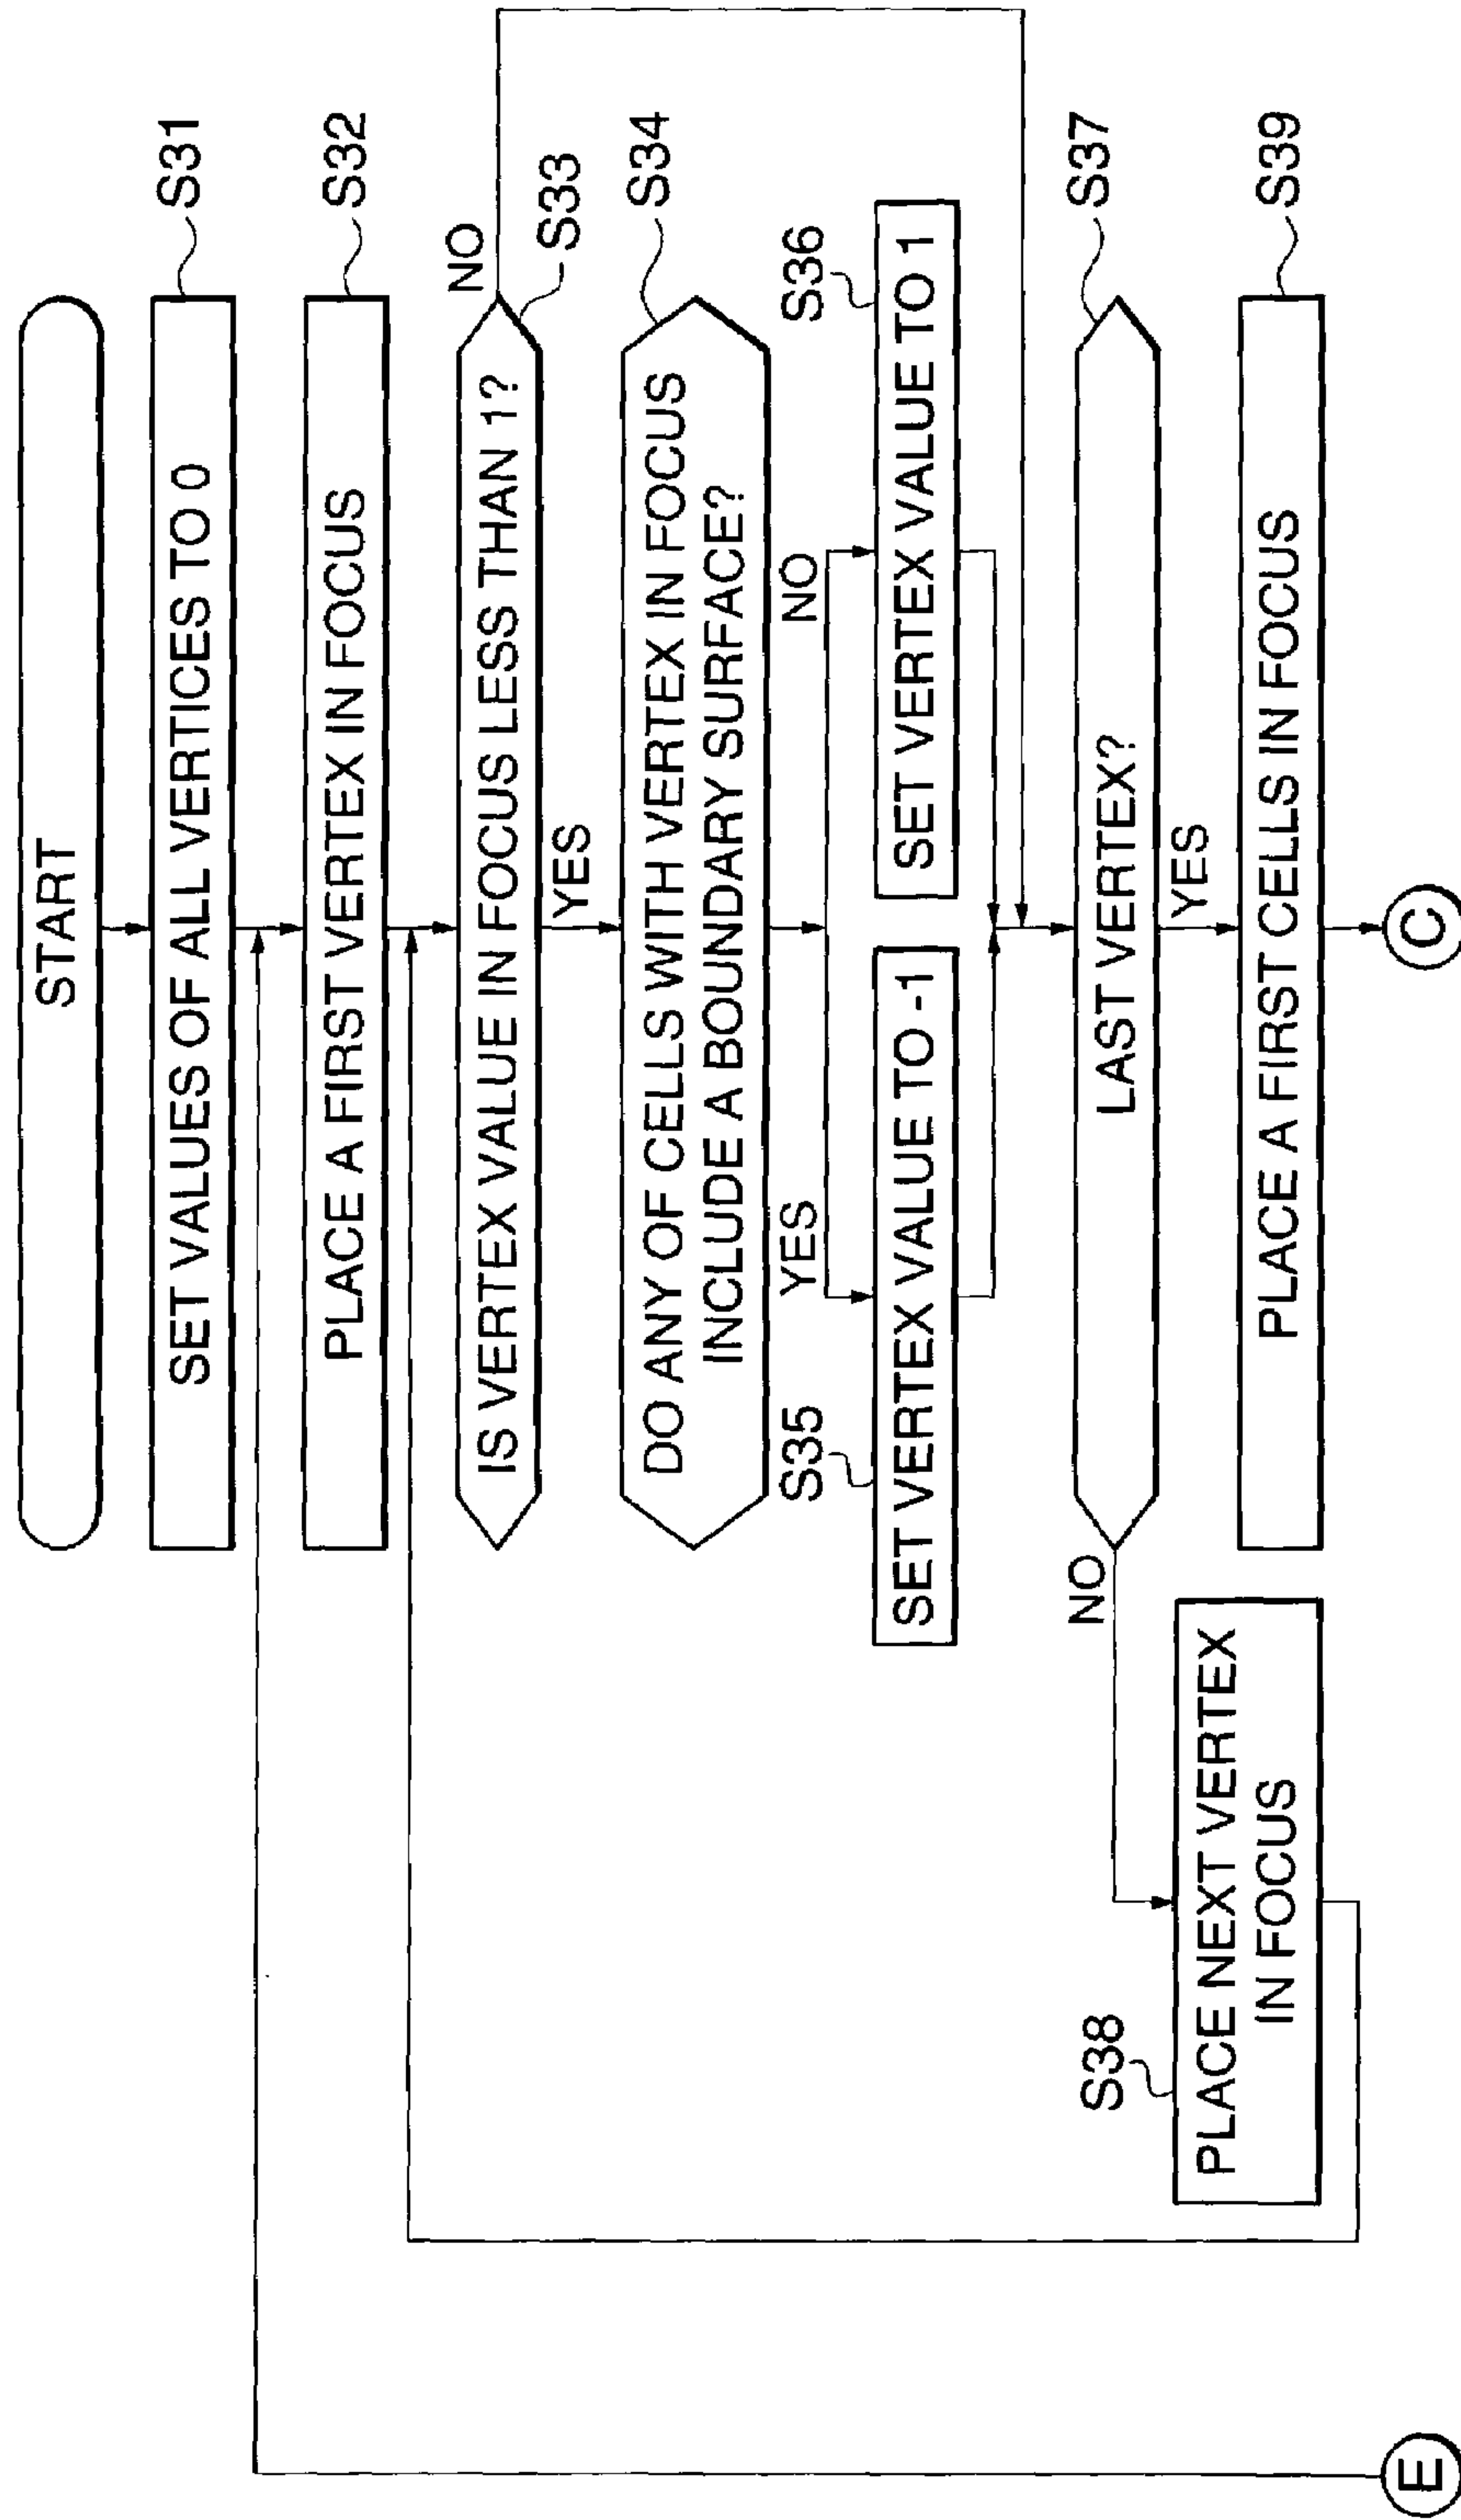 START
SET VALUES OF ALL VERTICES TO 0
S31
PLACE A FIRST VERTEX IN FOCUS
S32
IS VERTEX VALUE IN FOCUS LESS THAN 1?
NO
S33
YES
DO ANY OF CELLS WITH VERTEX IN FOCUS
INCLUDE A BOUNDARY SURFACE?
S34
YES
NO
S35
SET VERTEX VALUE TO -1
S36
SET VERTEX VALUE TO 1
LAST VERTEX?
S37
NO
YES
S38
PLACE NEXT VERTEX
IN FOCUS
PLACE A FIRST CELLS IN FOCUS
S39
E
C